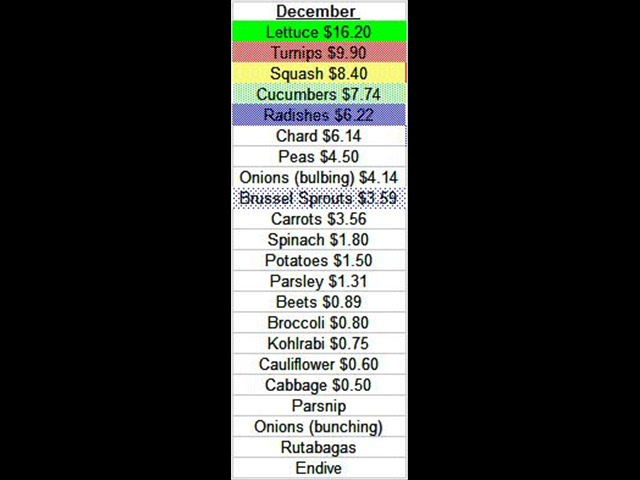 December
Lettuce $16.20
Turnips $9.90
Squash $8.40
Cucumbers $7.74
Radishes $6.22
Chard $6.14
Peas $4.50
Onions (bulbing) $4.14
Brussel Sprouts $3.59
Carrots $3.56
Spinach $1.80
Potatoes $1.50
Parsley $1.31
Beets $0.89
Broccoli $0.80
Kohlrabi $0.75
Cauliflower $0.60
Cabbage $0.50
Parsnip
Onions (bunching)
Rutabagas
Endive